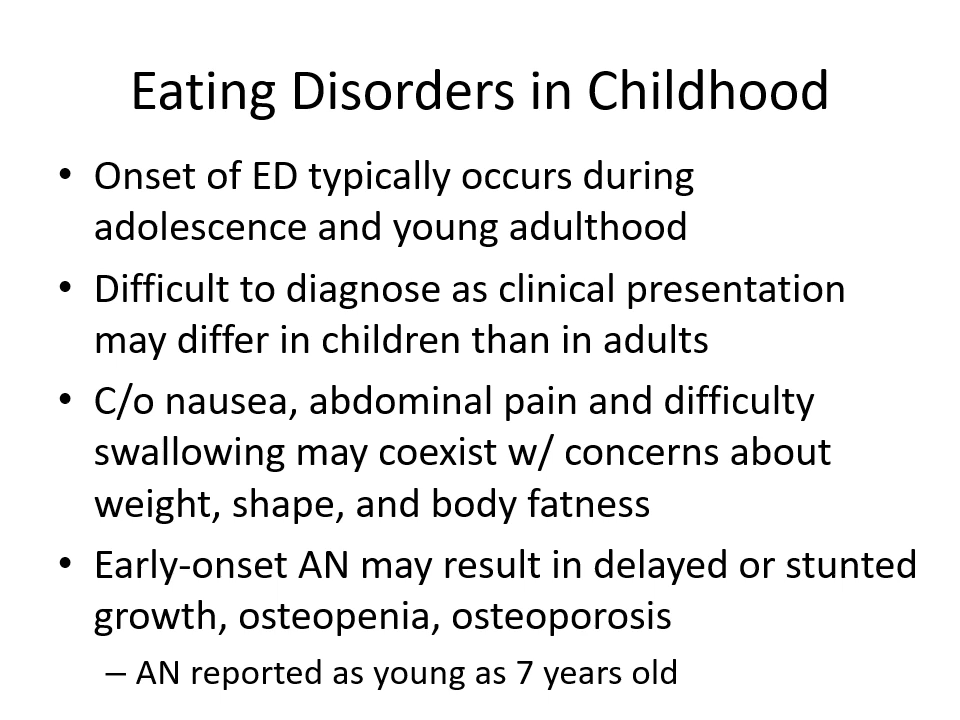 Eating Disorders in Childhood
• Onset of ED typically occurs during
adolescence and young adulthood
• Difficult to diagnose as clinical presentation
may differ in children than in adults
• C/o nausea, abdominal pain and difficulty
swallowing may coexist w/ concerns about
weight, shape, and body fatness
• Early-onset AN may result in delayed or stunted
growth, osteopenia, osteoporosis
– AN reported as young as 7 years old